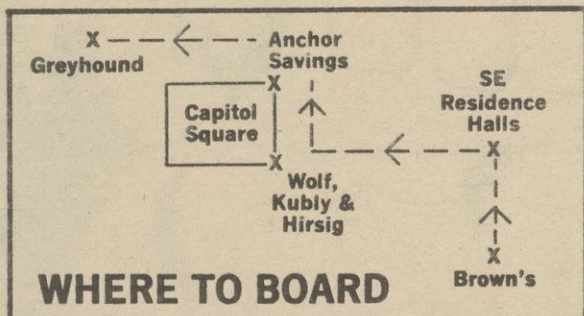 X
Greyhound
Anchor
Savings
X
Capitol
Square
X
Wolf,
Kubly &
Hirsig
SE
Residence
Halls
X
X
Brown's
WHERE TO BOARD